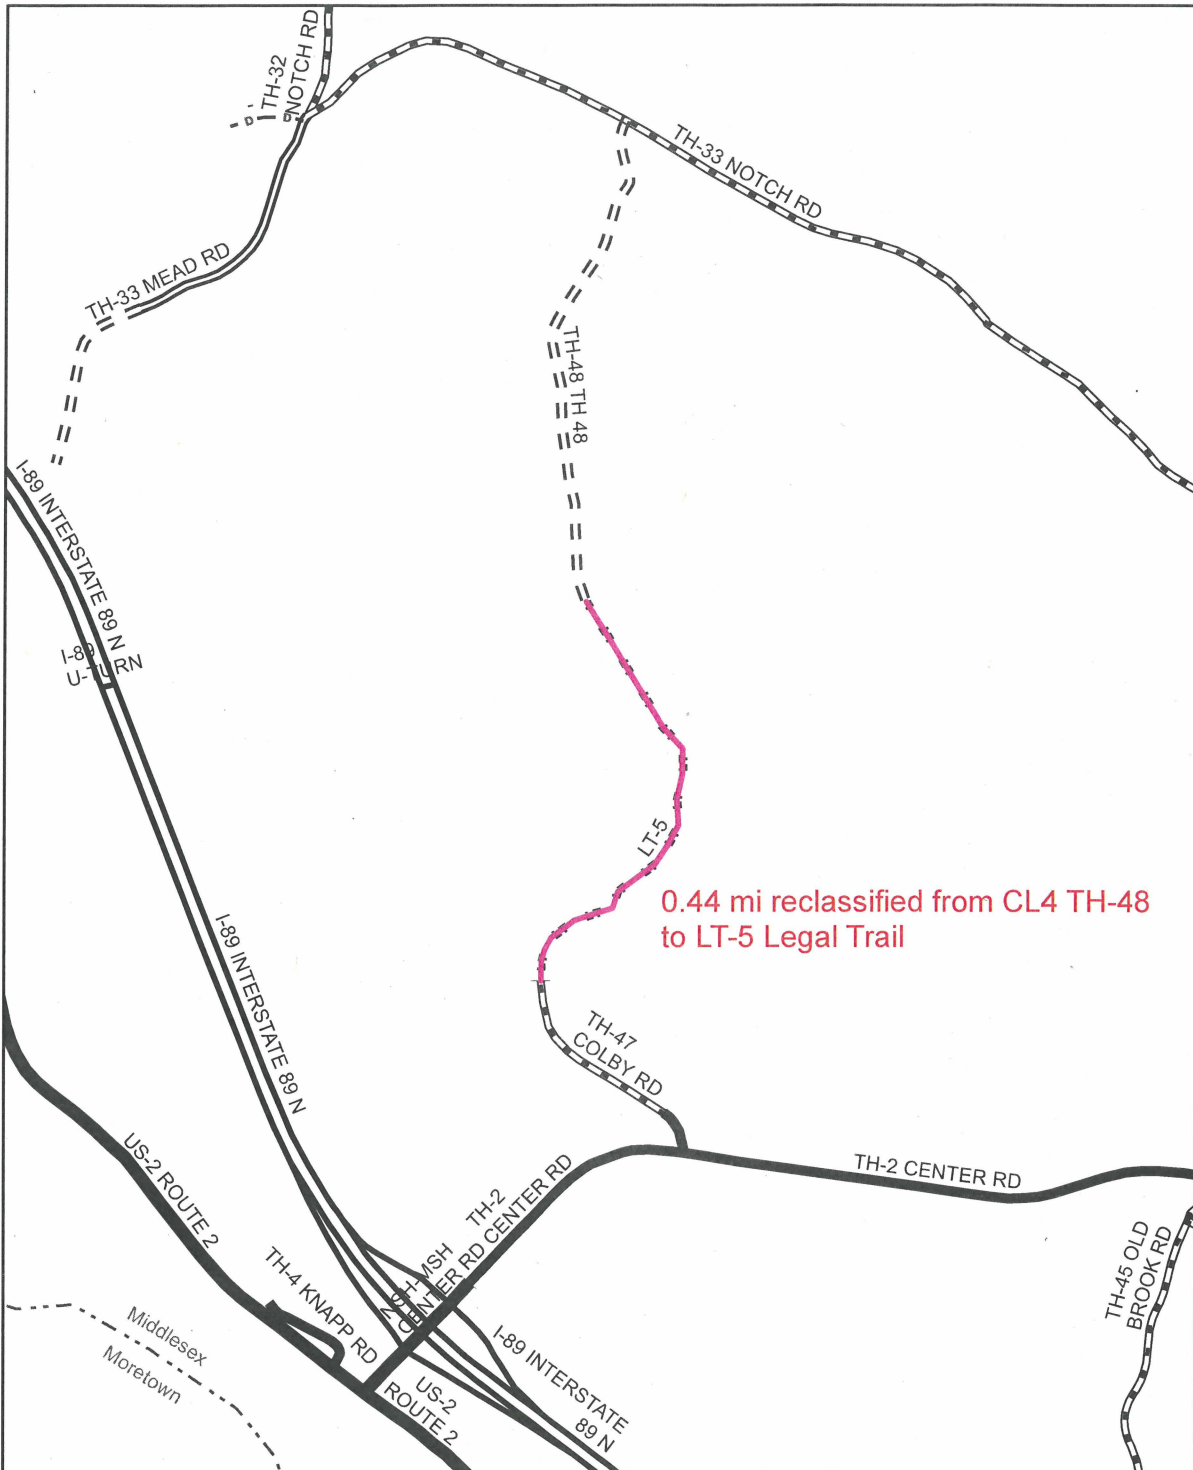 TH-32
NOTCH RD
D
D
TH-33 NOTCH RD
TH-33 MEAD RD
TH-48 TH 48
I-89 INTERSTATE 89 N
I-89
U-TURN
LT-5
0.44 mi reclassified from CL4 TH-48
to LT-5 Legal Trail
I-89 INTERSTATE 89 N
TH-47
COLBY RD
US-2 ROUTE 2
TH-2
CENTER RD CENTER RD
TH-2 CENTER RD
TH-45 OLD
BROOK RD
TH-4 KNAPP RD
Middlesex
Moretown
I-89 INTERSTATE
89 N
US-2
ROUTE 2